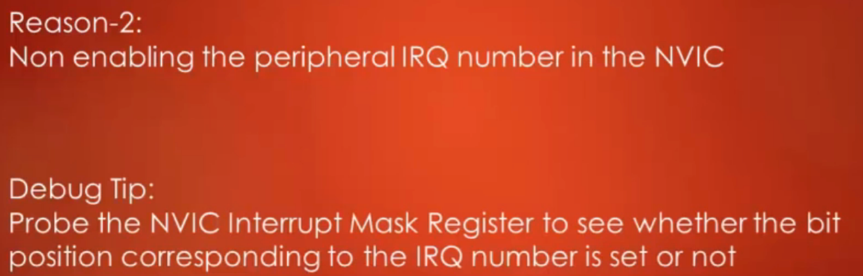 Reason-2:
Non enabling the peripheral IRQ number in the NVIC
Debug Tip:
Probe the NVIC Interrupt Mask Register to see whether the bit
position corresponding to the IRQ number is set or not